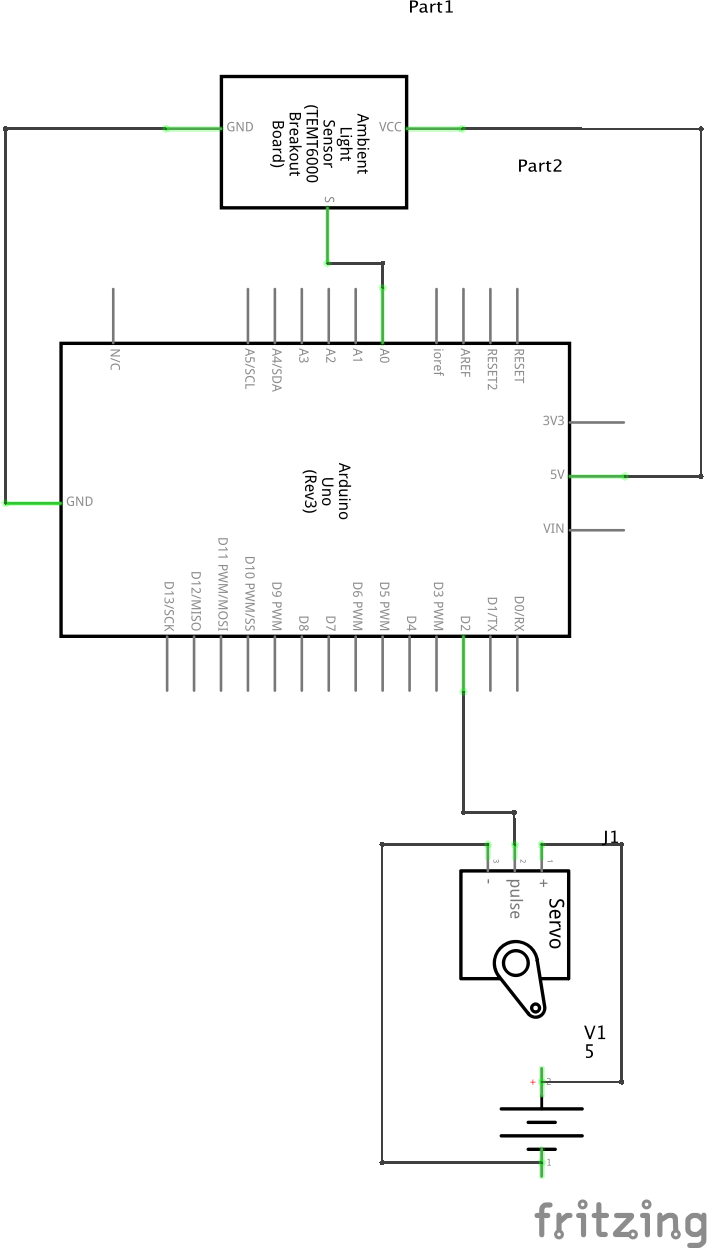 Part1
GND
Ambient
Light
Sensor
(TEMT6000
Breakout
Board)
VCC
S
Part2
N/C
A5/SCL
A4/SDA
A3
A2
A1
A0
ioref
AREF
RESET2
RESET
3V3
5V
VIN
GND
Arduino
Uno
(Rev3)
D13/SCK
D12/MISO
D11 PWM/MOSI
D10 PWM/SS
D9 PWM
D8
D7
D6 PWM
D5 PWM
D4
D3 PWM
D2
D1/TX
D0/RX
J1
3
2
1
-
pulse
+
Servo
V1
5
+
2
1
fritzing